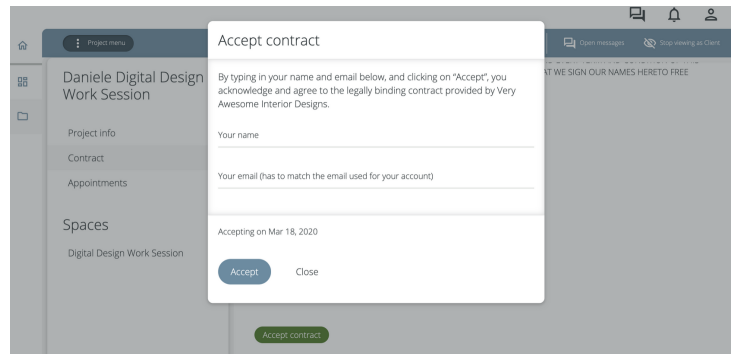 Project menu
Open messages
Stop viewing as Client
Daniele Digital Design
Work Session
Project info
Contract
Appointments
Spaces
Digital Design Work Session
Accept contract
By typing in your name and email below, and clicking on “Accept”, you
acknowledge and agree to the legally binding contract provided by Very
Awesome Interior Designs.
Your name
Your email (has to match the email used for your account)
Accepting on Mar 18, 2020
Accept
Close
AT WE SIGN OUR NAMES HERETO FREE
Accept contract